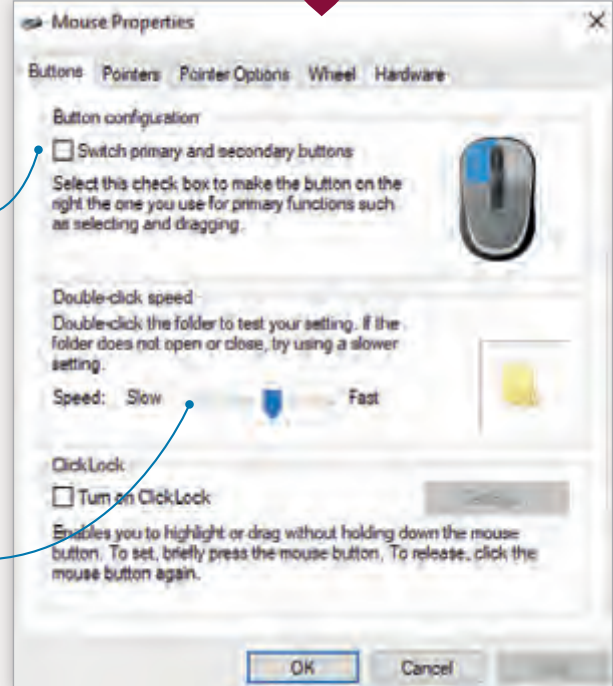 Mouse Properties
Buttons Pointers Pointer Options Wheel Hardware
Button configuration
Switch primary and secondary buttons
Select this check box to make the button on the
right the one you use for primary functions such
as selecting and dragging.
Double-click speed
Double-click the folder to test your setting. If the
folder does not open or close, try using a slower
setting.
Speed: Slow Fast
ClickLock
Turn on ClickLock
Enables you to highlight or drag without holding down the mouse
button. To set, briefly press the mouse button. To release, click the
mouse button again.
OK Cancel